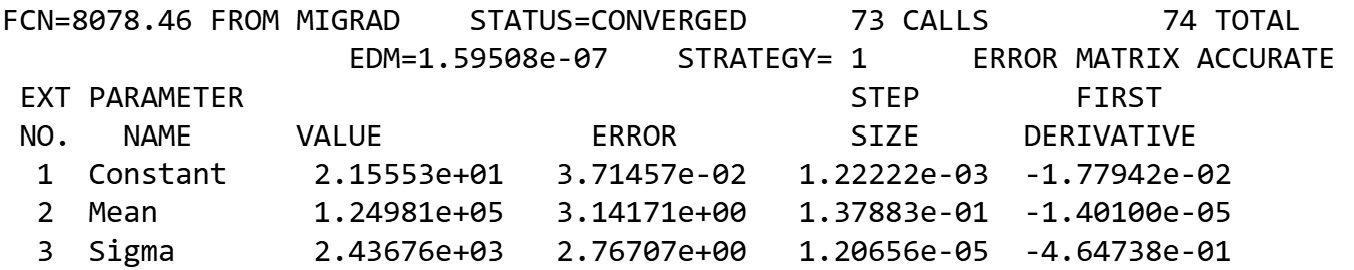 FCN=8078.46 FROM MIGRAD    STATUS=CONVERGED      73 CALLS          74 TOTAL
                    EDM=1.59508e-07    STRATEGY= 1      ERROR MATRIX ACCURATE
 EXT PARAMETER                                   STEP         FIRST
 NO.   NAME      VALUE            ERROR          SIZE      DERIVATIVE
  1  Constant     2.15553e+01   3.71457e-02   1.22222e-03  -1.77942e-02
  2  Mean         1.24981e+05   3.14171e+00   1.37883e-01  -1.40100e-05
  3  Sigma        2.43676e+03   2.76707e+00   1.20656e-05  -4.64738e-01